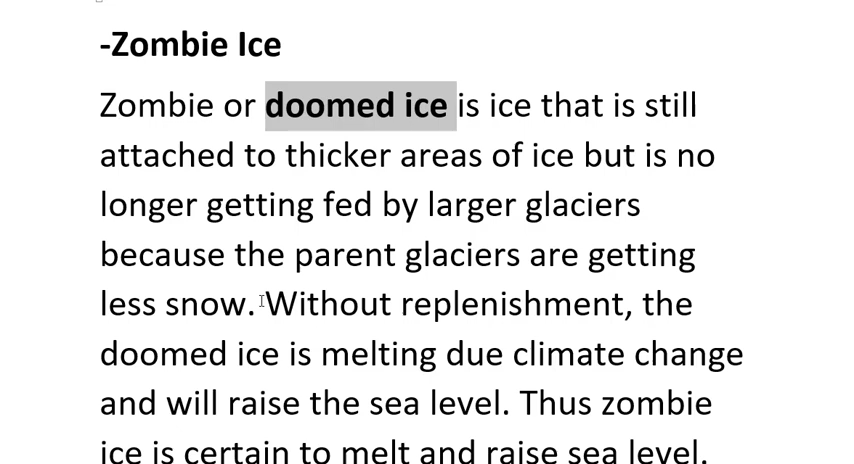 -Zombie Ice
Zombie or doomed ice is ice that is still
attached to thicker areas of ice but is no
longer getting fed by larger glaciers
because the parent glaciers are getting
less snow. Without replenishment, the
doomed ice is melting due climate change
and will raise the sea level. Thus zombie
ice is certain to melt and raise sea level.